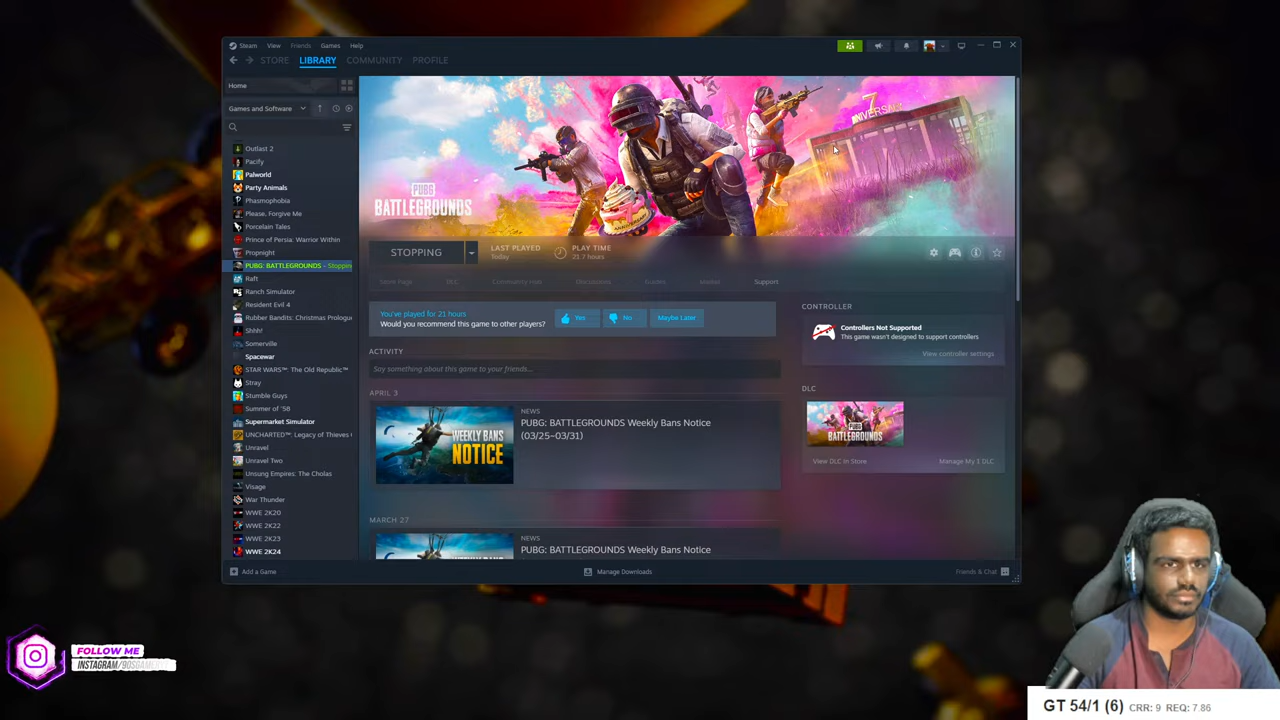 Steam View Friends Games Help
STORE LIBRARY COMMUNITY PROFILE
Home
Games and Software
Outlast 2
Pacify
Palworld
Party Animals
Phasmophobia
Please, Forgive Me
Porcelain Tales
Prince of Persia: Warrior Within
Propnight
PUBG: BATTLEGROUNDS - Stoppin
Raft
Ranch Simulator
Resident Evil 4
Rubber Bandits: Christmas Prologu
Shhh!
Somerville
Spacewar
STAR WARS™: The Old Republic™
Stray
Stumble Guys
Summer of '58
Supermarket Simulator
UNCHARTED™: Legacy of Thieves
Unravel
Unravel Two
Unsung Empires: The Cholas
Visage
War Thunder
WWE 2K20
WWE 2K22
WWE 2K23
WWE 2K24
Add a Game
7
PUBG
BATTLEGROUNDS
STOPPING
LAST PLAYED
Today
PLAY TIME
21.7 hours
Store Page DLC Community Hub Discussions Guides Market Support
You've played for 21 hours
Would you recommend this game to other players?
Yes No Maybe Later
ACTIVITY
Say something about this game to your friends...
APRIL 3
WEEKLY BANS
NOTICE
NEWS
PUBG: BATTLEGROUNDS Weekly Bans Notice
(03/25~03/31)
MARCH 27
NEWS
PUBG: BATTLEGROUNDS Weekly Bans Notice
CONTROLLER
Controllers Not Supported
This game wasn't designed to support controllers
View controller settings
DLC
PUBG
BATTLEGROUNDS
View DLC In Store Manage My 1 DLC
Manage Downloads
Friends & Chat
FOLLOW ME
GT 54/1 (6) CRR: 9 REQ: 7.86